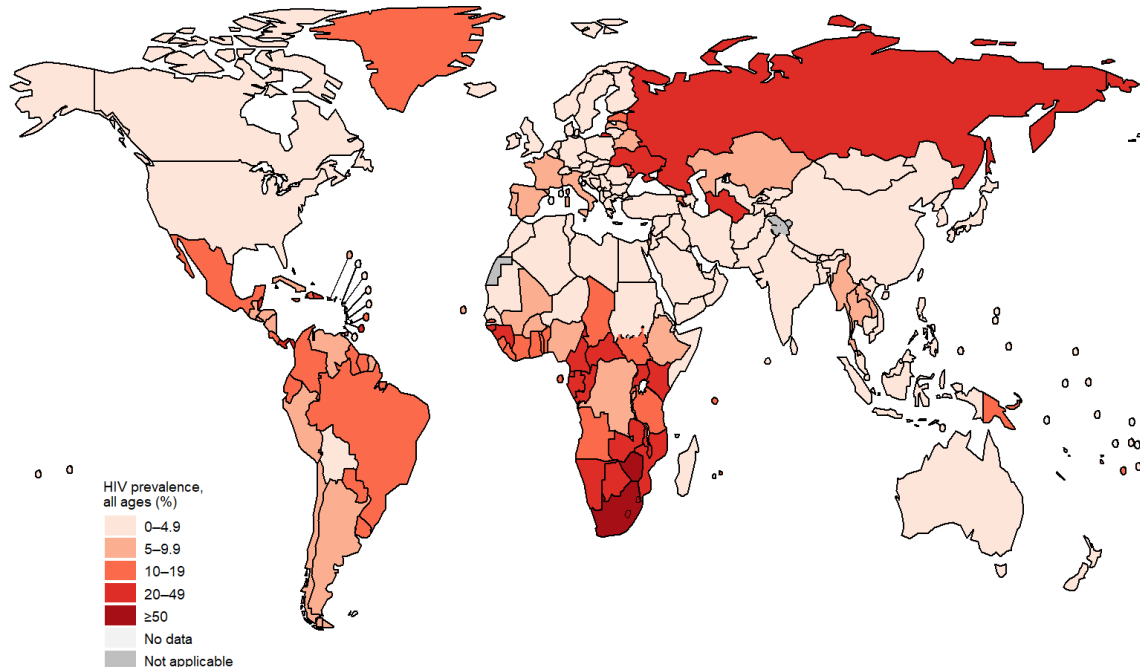 HIV prevalence,
all ages (%)
0–4.9
5–9.9
10–19
20–49
≥50
No data
Not applicable